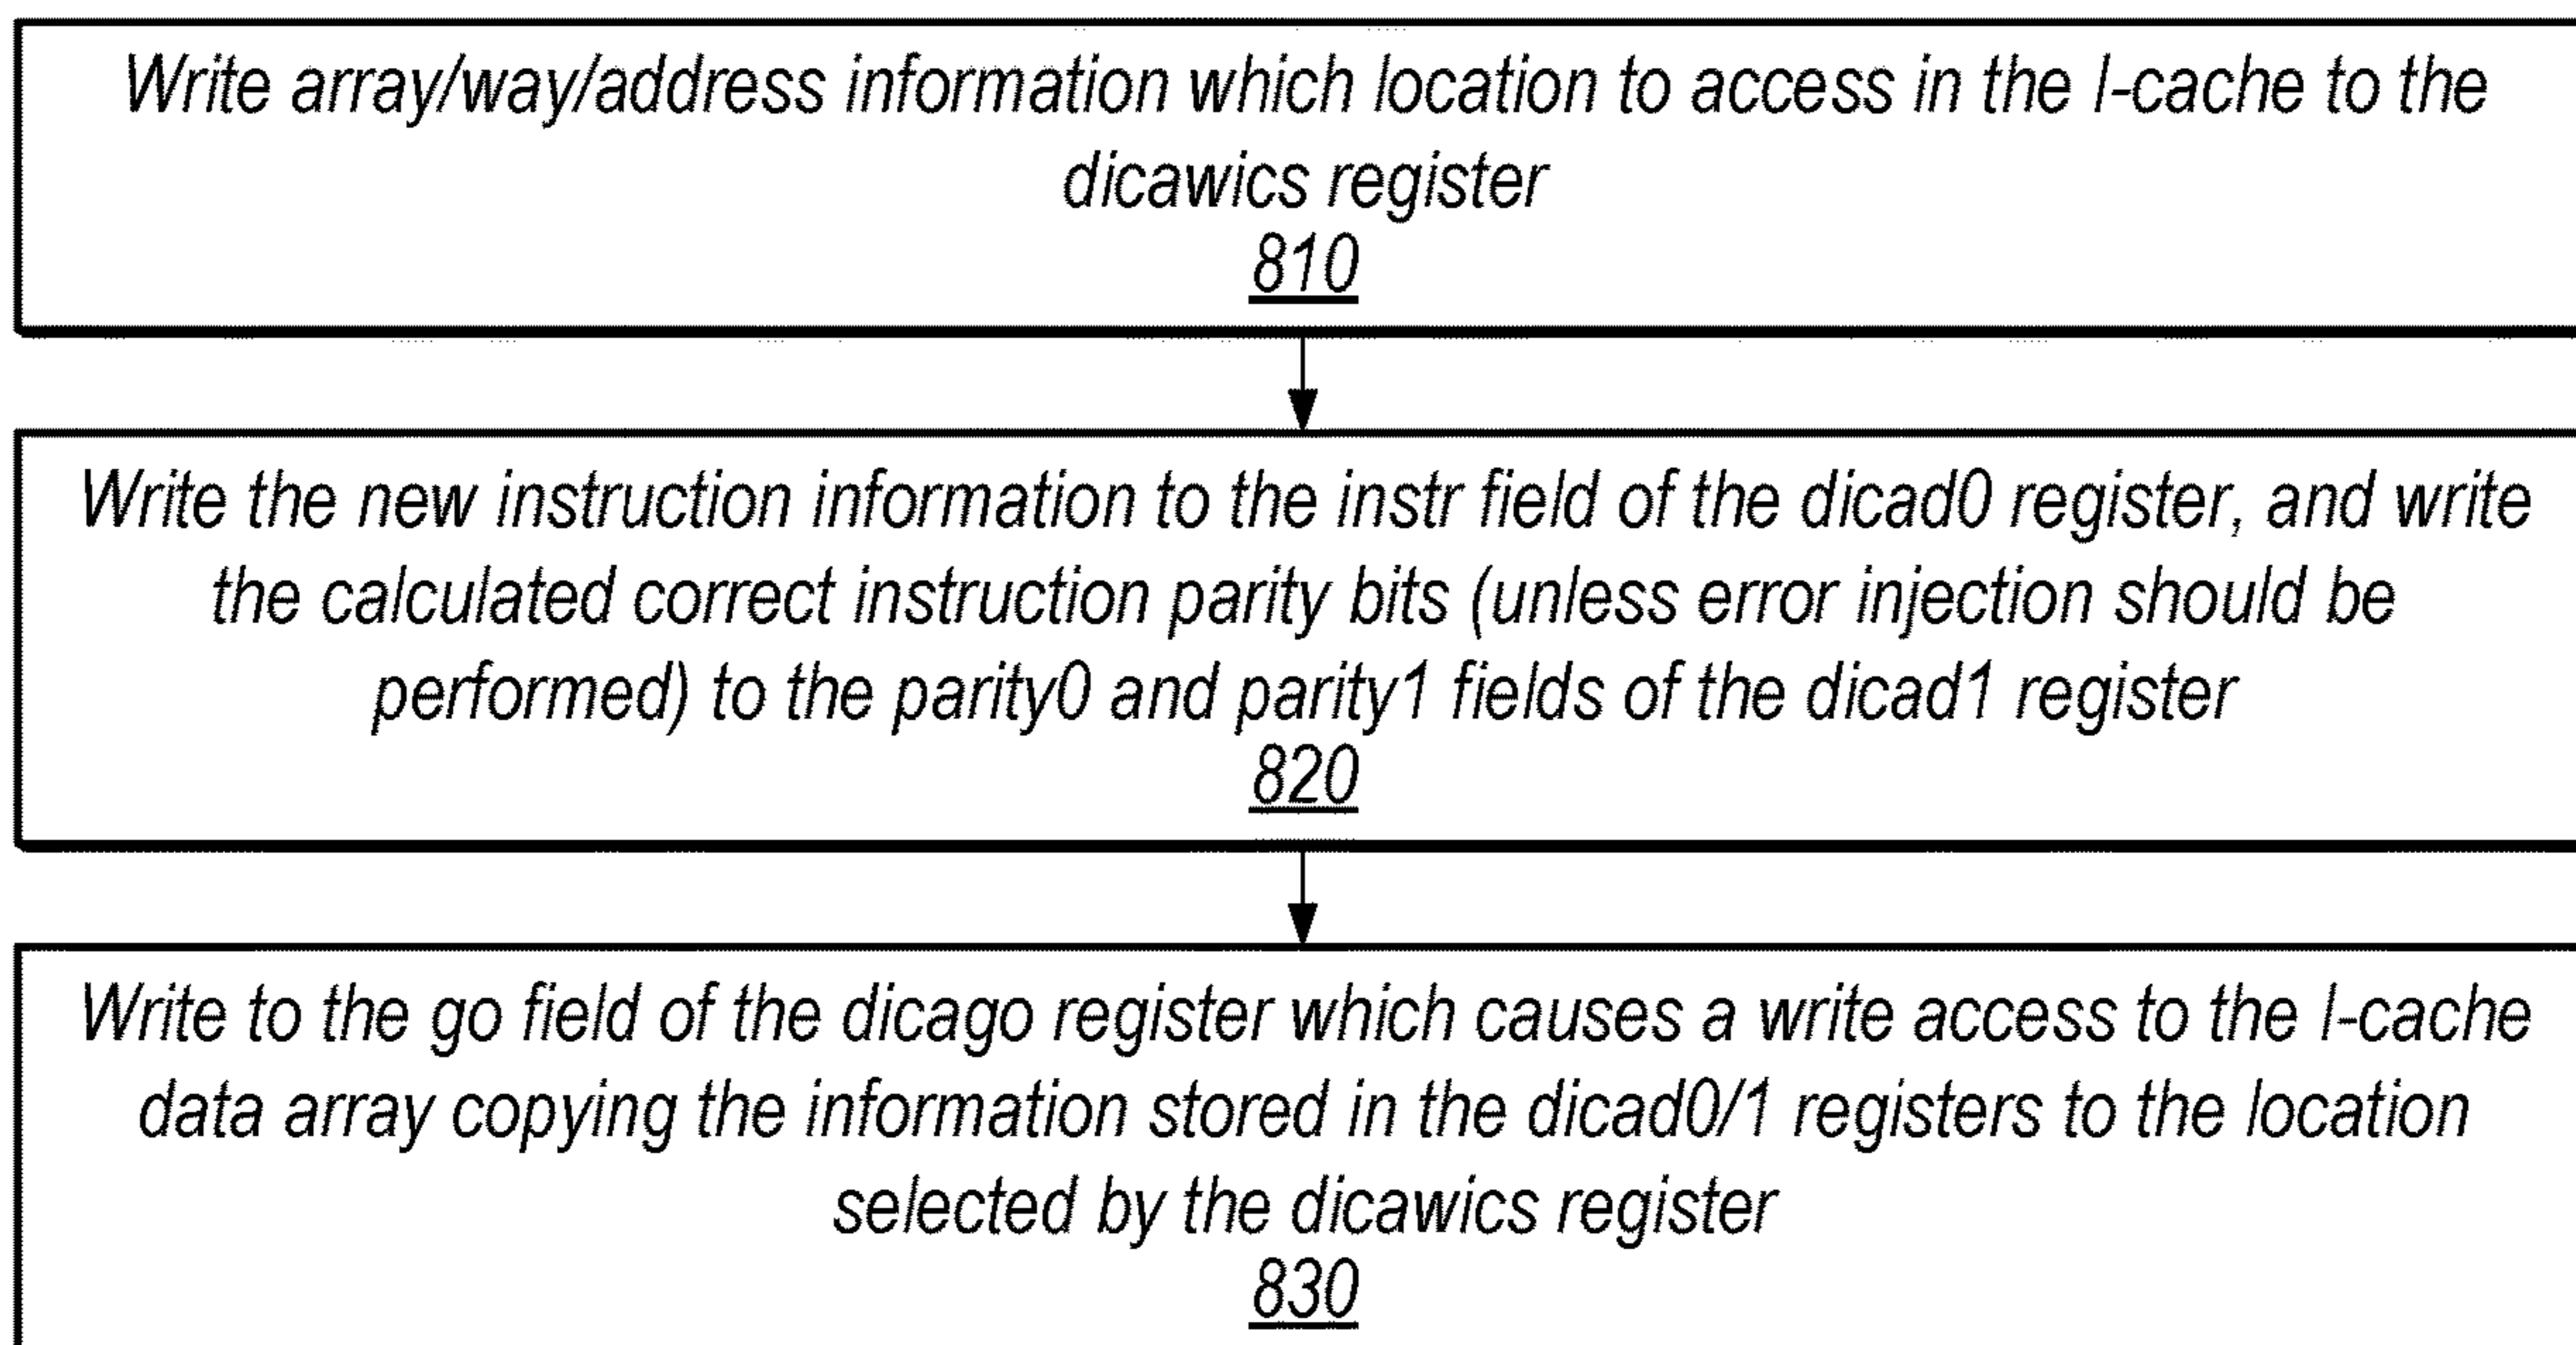 Write array/way/address information which location to access in the I-cache to the
dicawics register
810
Write the new instruction information to the instr field of the dicad0 register, and write
the calculated correct instruction parity bits (unless error injection should be
performed) to the parity0 and parity1 fields of the dicad1 register
820
Write to the go field of the dicago register which causes a write access to the I-cache
data array copying the information stored in the dicad0/1 registers to the location
selected by the dicawics register
830